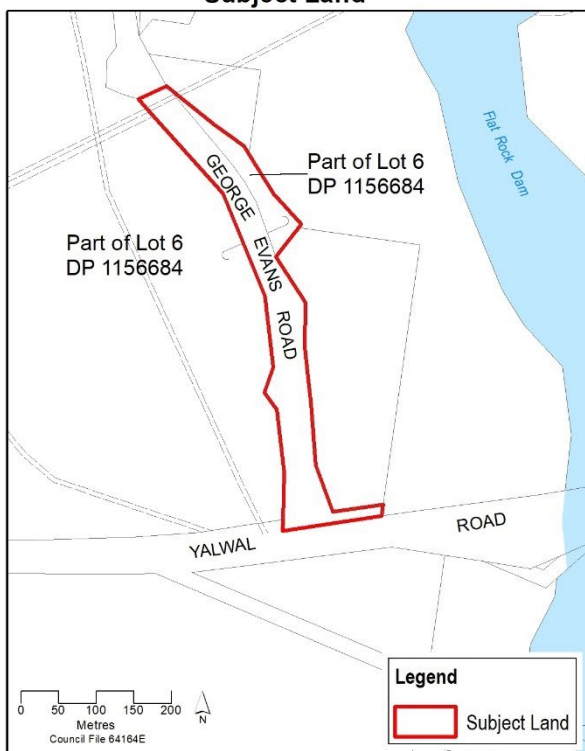 Subject Land
Flat Rock Dam
Part of Lot 6
DP 1156684
GEORGE EVANS ROAD
Part of Lot 6
DP 1156684
YALWAL ROAD
Legend
Subject Land
0 50 100 150 200
Metres
Council File 64164E
N